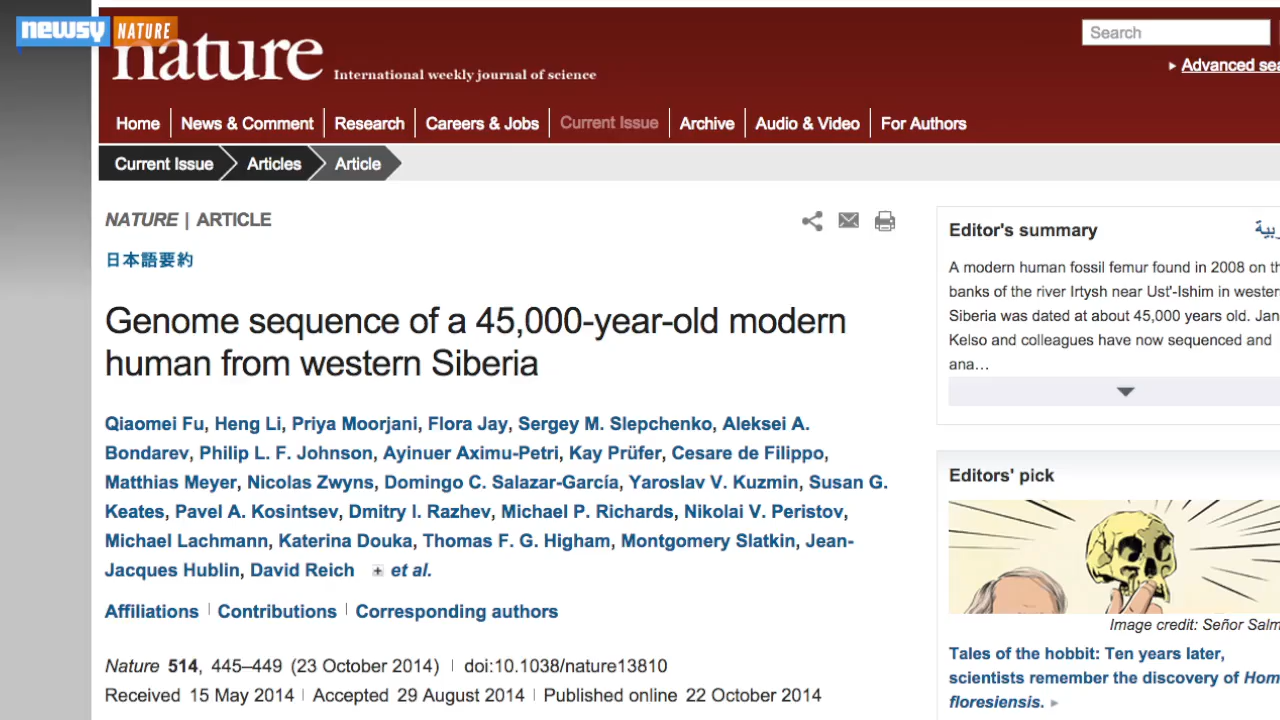 newsy NATURE
nature International weekly journal of science
Search
Advanced sea
Home News & Comment Research Careers & Jobs Current Issue Archive Audio & Video For Authors
Current Issue Articles Article
NATURE | ARTICLE
日本語要約
Genome sequence of a 45,000-year-old modern
human from western Siberia
Qiaomei Fu, Heng Li, Priya Moorjani, Flora Jay, Sergey M. Slepchenko, Aleksei A.
Bondarev, Philip L. F. Johnson, Ayinuer Aximu-Petri, Kay Prüfer, Cesare de Filippo,
Matthias Meyer, Nicolas Zwyns, Domingo C. Salazar-García, Yaroslav V. Kuzmin, Susan G.
Keates, Pavel A. Kosintsev, Dmitry I. Razhev, Michael P. Richards, Nikolai V. Peristov,
Michael Lachmann, Katerina Douka, Thomas F. G. Higham, Montgomery Slatkin, Jean-
Jacques Hublin, David Reich + et al.
Affiliations Contributions Corresponding authors
Nature 514, 445–449 (23 October 2014) doi:10.1038/nature13810
Received 15 May 2014 Accepted 29 August 2014 Published online 22 October 2014
Editor's summary
A modern human fossil femur found in 2008 on th
banks of the river Irtysh near Ust'-Ishim in wester
Siberia was dated at about 45,000 years old. Jan
Kelso and colleagues have now sequenced and
ana…
Editors' pick
Image credit: Señor Salm
Tales of the hobbit: Ten years later,
scientists remember the discovery of Hom
floresiensis.